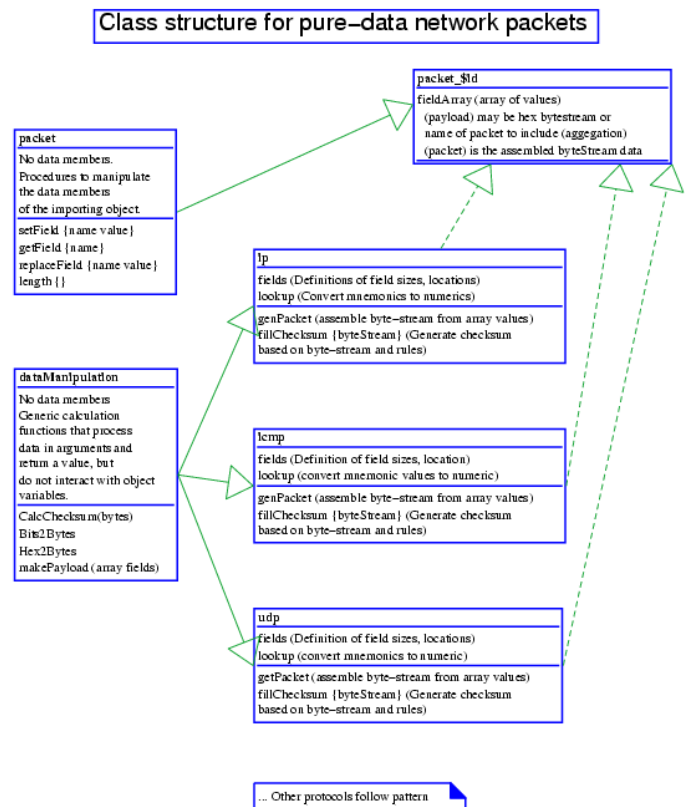 Class structure for pure–data network packets
packet_$id
fieldArray (array of values)
(payload) may be hex bytestream or
name of packet to include (aggegation)
(packet) is the assembled byteStream data
packet
No data members.
Procedures to manipulate
the data members
of the importing object.
setField {name value}
getField {name}
replaceField {name value}
length {}
ip
fields (Definitions of field sizes, locations)
lookup (Convert mnemonics to numerics)
genPacket (assemble byte–stream from array values)
fillChecksum {byteStream} (Generate checksum
based on byte–stream and rules)
dataManipulation
No data members
Generic calculation
functions that process
data in arguments and
return a value, but
do not interact with object
variables.
CalcChecksum(bytes)
Bits2Bytes
Hex2Bytes
makePayload (array fields)
icmp
fields (Definition of field sizes, location)
lookup (convert mnemonic values to numeric)
genPacket (assemble byte–stream from array values)
fillChecksum {byteStream} (Generate checksum
based on byte–stream and rules)
udp
fields (Definition of field sizes, locations)
lookup (convert mnemonics to numeric)
getPacket (assemble byte–stream from array values)
fillChecksum {byteStream} (Generate checksum
based on byte–stream and rules)
... Other protocols follow pattern